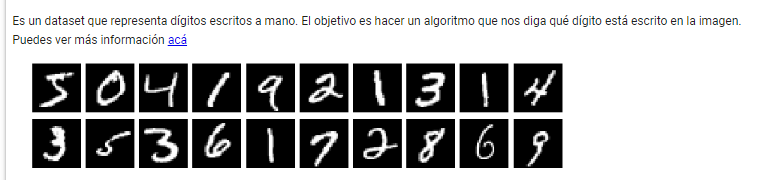 Es un dataset que representa dígitos escritos a mano. El objetivo es hacer un algoritmo que nos diga qué dígito está escrito en la imagen.
Puedes ver más información acá
5 0 4 1 9 2 1 3 1 4
3 5 3 6 1 7 2 8 6 9